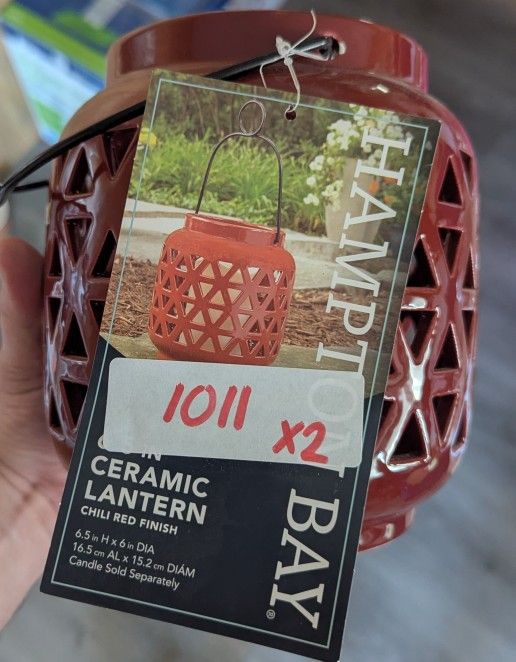 HAMPTON BAY®
1011
X2
IN
CERAMIC
LANTERN
CHILI RED FINISH
6.5 in H x 6 in DIA
16.5 cm AL x 15.2 cm DIÁM
Candle Sold Separately